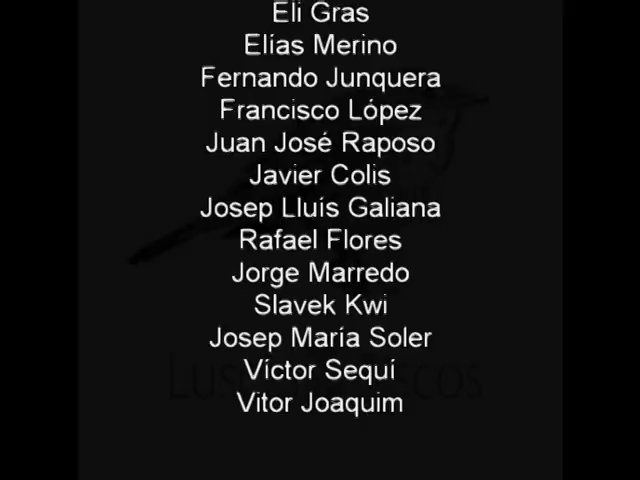 Eli Gras
Elías Merino
Fernando Junquera
Francisco López
Juan José Raposo
Javier Colis
Josep Lluís Galiana
Rafael Flores
Jorge Marredo
Slavek Kwi
Josep María Soler
Víctor Sequí
Vitor Joaquim